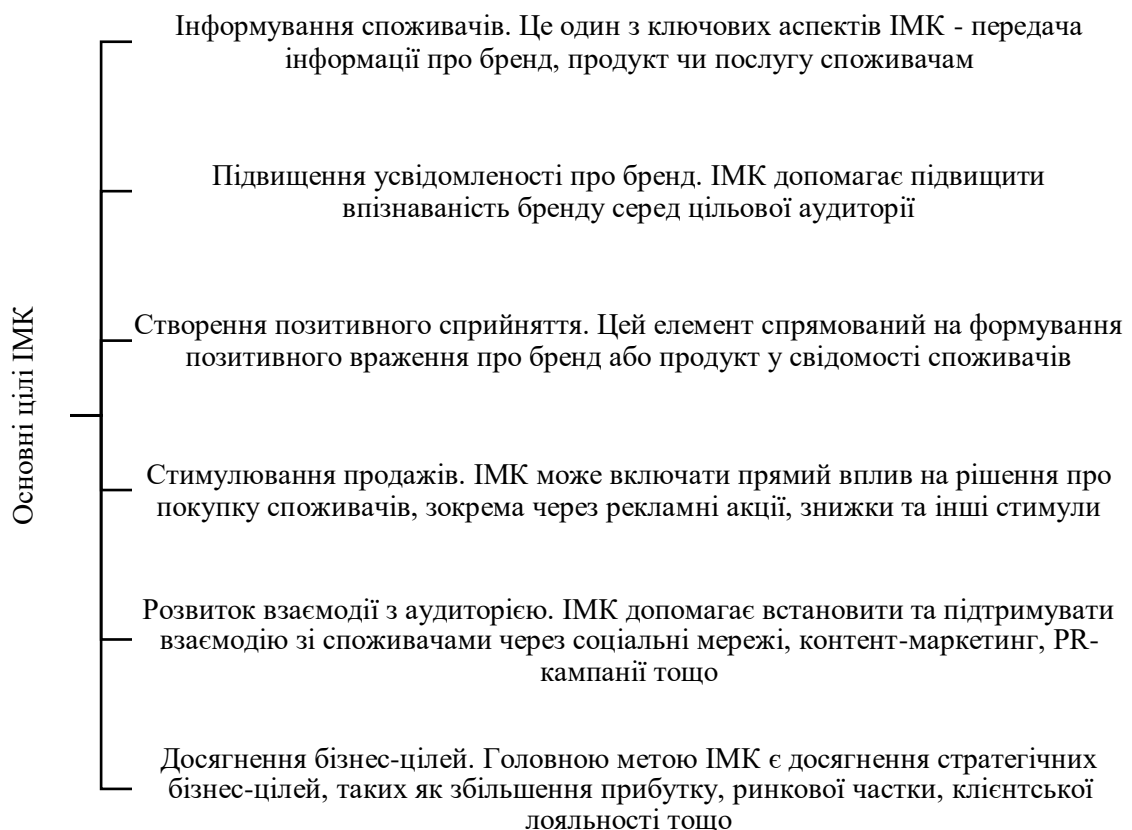 Основні цілі ІМК
Інформування споживачів. Це один з ключових аспектів ІМК - передача
інформації про бренд, продукт чи послугу споживачам
Підвищення усвідомленості про бренд. ІМК допомагає підвищити
впізнаваність бренду серед цільової аудиторії
Створення позитивного сприйняття. Цей елемент спрямований на формування
позитивного враження про бренд або продукт у свідомості споживачів
Стимулювання продажів. ІМК може включати прямий вплив на рішення про
покупку споживачів, зокрема через рекламні акції, знижки та інші стимули
Розвиток взаємодії з аудиторією. ІМК допомагає встановити та підтримувати
взаємодію зі споживачами через соціальні мережі, контент-маркетинг, PR-
кампанії тощо
Досягнення бізнес-цілей. Головною метою ІМК є досягнення стратегічних
бізнес-цілей, таких як збільшення прибутку, ринкової частки, клієнтської
лояльності тощо